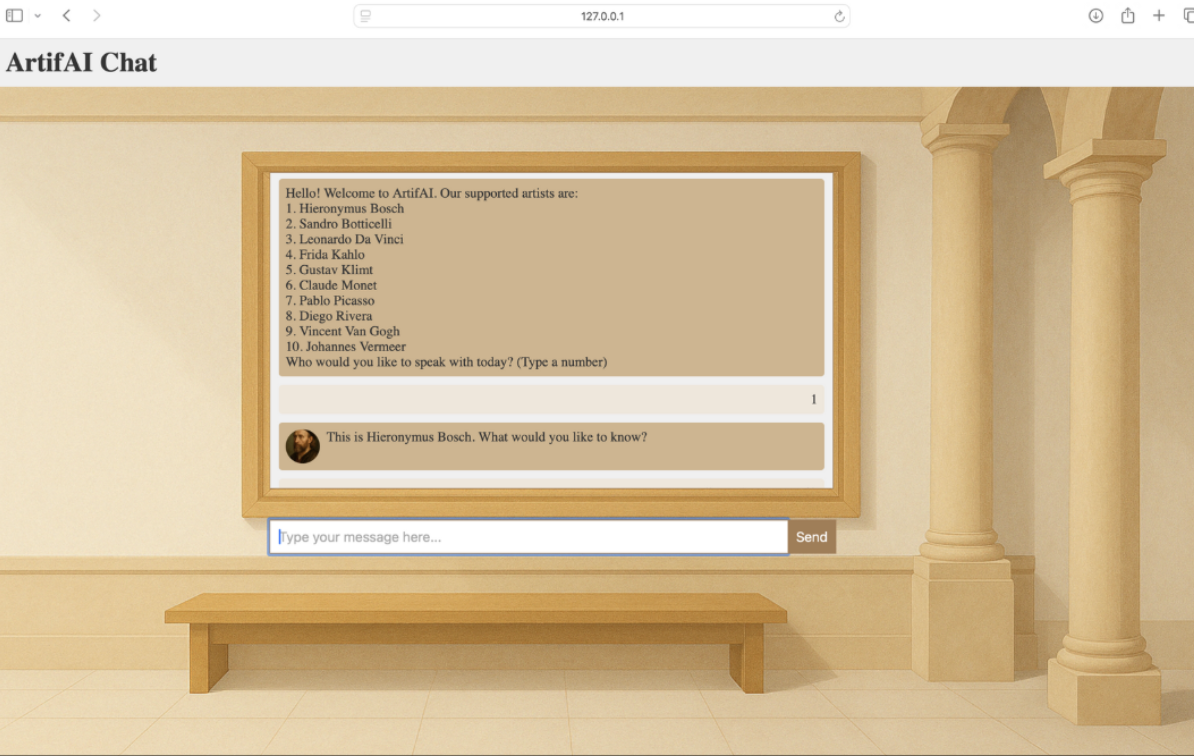 127.0.0.1
ArtifAI Chat
Hello! Welcome to ArtifAI. Our supported artists are:
1. Hieronymus Bosch
2. Sandro Botticelli
3. Leonardo Da Vinci
4. Frida Kahlo
5. Gustav Klimt
6. Claude Monet
7. Pablo Picasso
8. Diego Rivera
9. Vincent Van Gogh
10. Johannes Vermeer
Who would you like to speak with today? (Type a number)
1
This is Hieronymus Bosch. What would you like to know?
Type your message here... Send